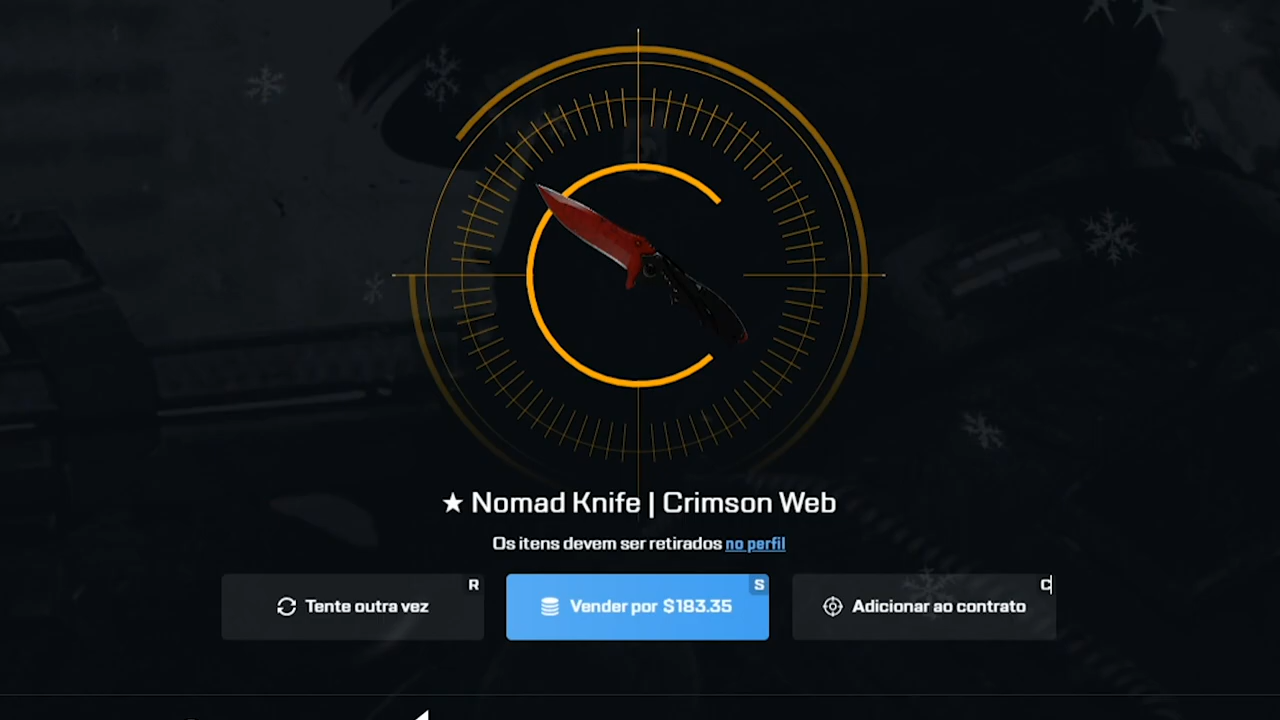 ★ Nomad Knife | Crimson Web
Os itens devem ser retirados no perfil
R
Tente outra vez
S
Vender por $183.35
C
Adicionar ao contrato